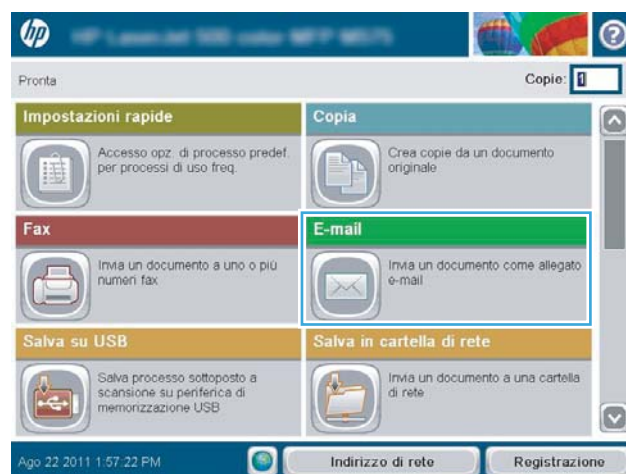 hp
Pronta
Copie: 1
Impostazioni rapide
Accesso opz. di processo predef.
per processi di uso freq.
Copia
Crea copie da un documento
originale
Fax
Invia un documento a uno o più
numeri fax
E-mail
Invia un documento come allegato
e-mail
Salva su USB
Salva processo sottoposto a
scansione su periferica di
memorizzazione USB
Salva in cartella di rete
Invia un documento a una cartella
di rete
Ago 22 2011 1:57:22 PM
Indirizzo di rete
Registrazione